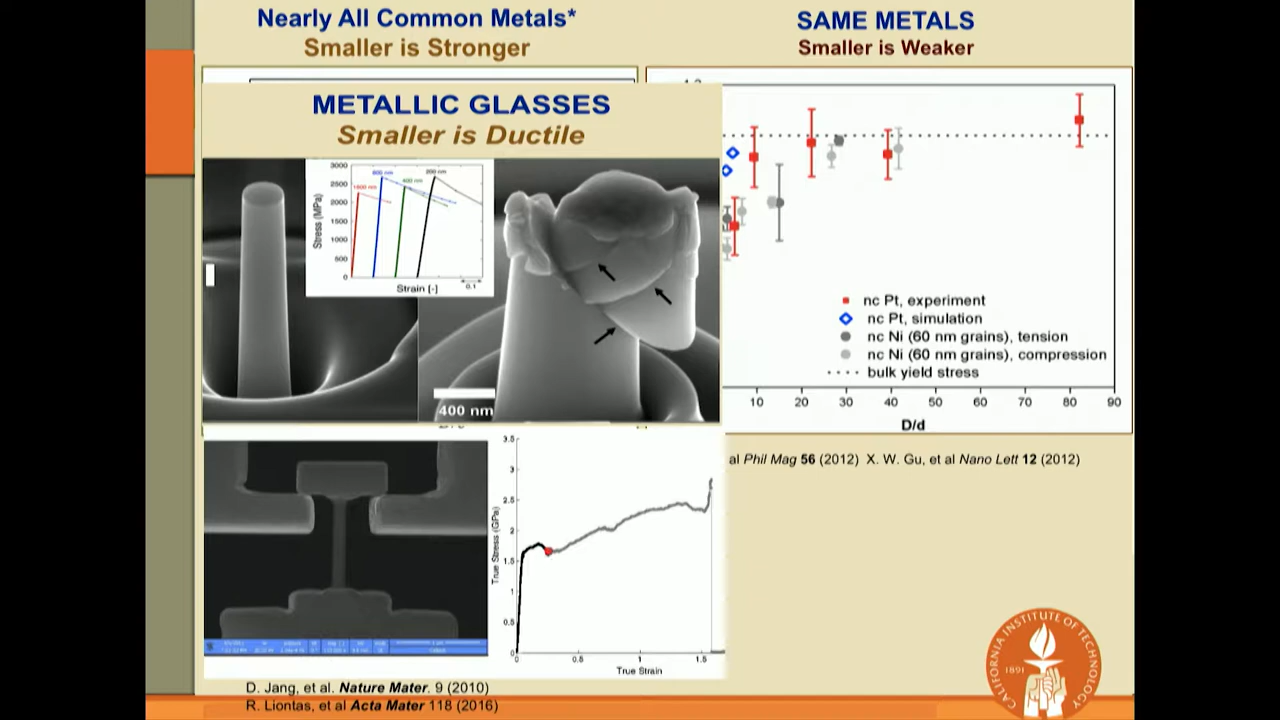 Nearly All Common Metals*
Smaller is Stronger
SAME METALS
Smaller is Weaker
METALLIC GLASSES
Smaller is Ductile
3000
2500
2000
1500
1000
500
0
Stress (MPa)
1600 nm
800 nm
400 nm
200 nm
Strain [-]
0.1
400 nm
nc Pt, experiment
nc Pt, simulation
nc Ni (60 nm grains), tension
nc Ni (60 nm grains), compression
bulk yield stress
10 20 30 40 50 60 70 80 90
D/d
al Phil Mag 56 (2012) X. W. Gu, et al Nano Lett 12 (2012)
3.5
3
2.5
2
1.5
1
0.5
0
True Stress (GPa)
0 0.5 1 1.5
True Strain
D. Jang, et al. Nature Mater. 9 (2010)
R. Liontas, et al Acta Mater 118 (2016)
CALIFORNIA INSTITUTE OF TECHNOLOGY
1891